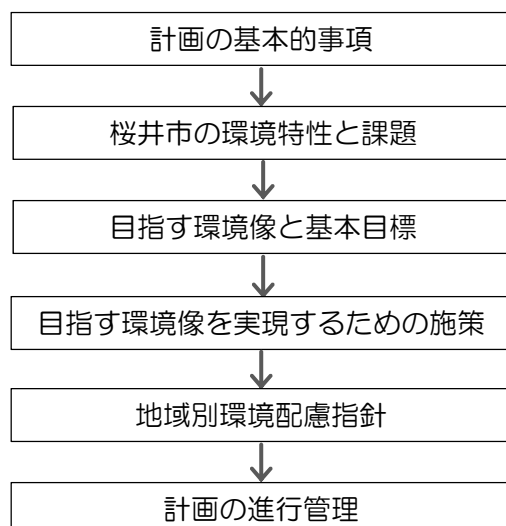 計画の基本的事項
桜井市の環境特性と課題
目指す環境像と基本目標
目指す環境像を実現するための施策
地域別環境配慮指針
計画の進行管理